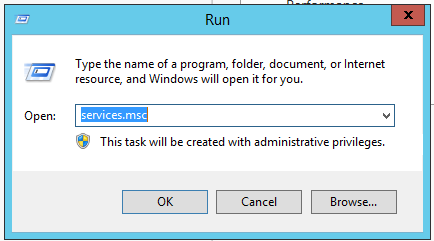 Performance
Run
x
Type the name of a program, folder, document, or Internet
resource, and Windows will open it for you.
Open:
services.msc
This task will be created with administrative privileges.
OK
Cancel
Browse...